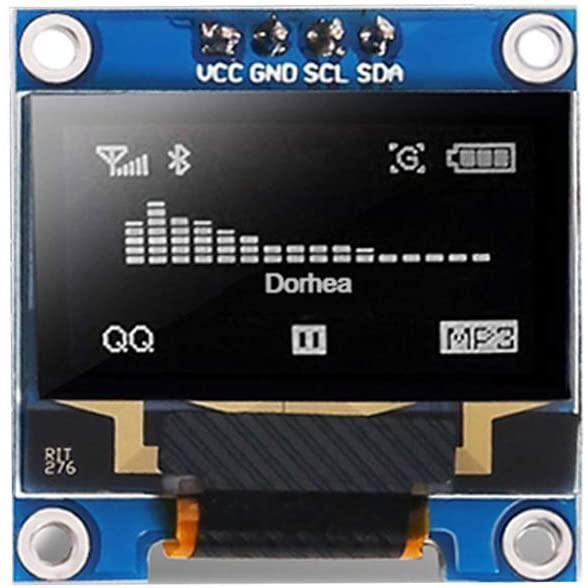 VCC GND SCL SDA
G
Dorhea
QQ
MP3
RIT
276